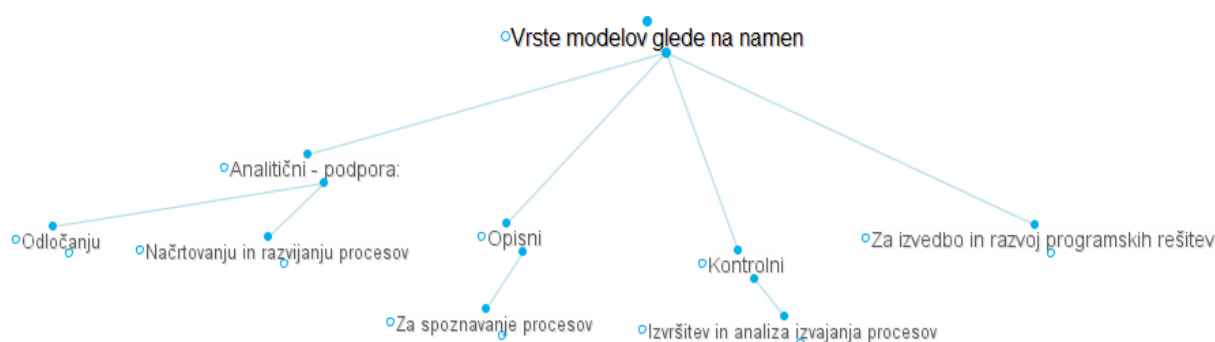 Vrste modelov glede na namen
Analitični - podpora:
Odločanju
Načrtovanju in razvijanju procesov
Opisni
Za spoznavanje procesov
Kontrolni
Izvršitev in analiza izvajanja procesov
Za izvedbo in razvoj programskih rešitev